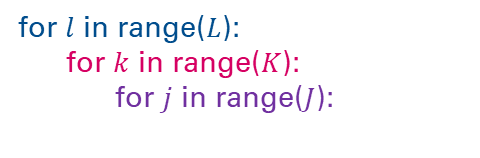 for l in range(L):
for k in range(K):
for j in range(J):